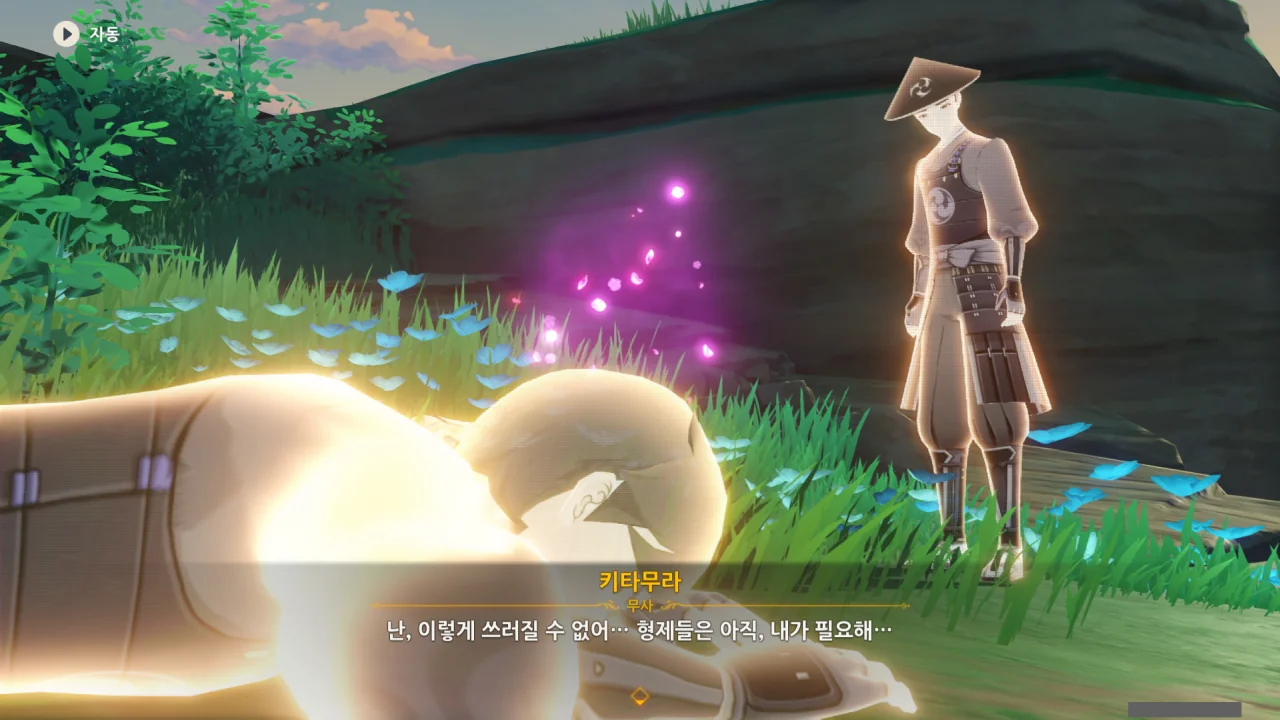 자동
키타무라
무사
난, 이렇게 쓰러질 수 없어… 형제들은 아직, 내가 필요해…